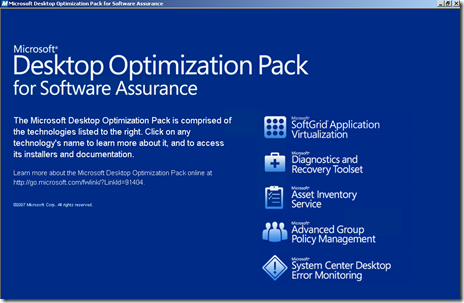 Microsoft Desktop Optimization Pack for Software Assurance
Microsoft®
Desktop Optimization Pack
for Software Assurance
The Microsoft Desktop Optimization Pack is comprised of
the technologies listed to the right. Click on any
technology's name to learn more about it, and to access
its installers and documentation.
Learn more about the Microsoft Desktop Optimization Pack online at
http://go.microsoft.com/fwlink/?LinkId=91404.
©2007 Microsoft Corp. All rights reserved.
Microsoft®
SoftGrid Application
Virtualization
Microsoft®
Diagnostics and
Recovery Toolset
Microsoft®
Asset Inventory
Service
Microsoft®
Advanced Group
Policy Management
Microsoft®
System Center Desktop
Error Monitoring